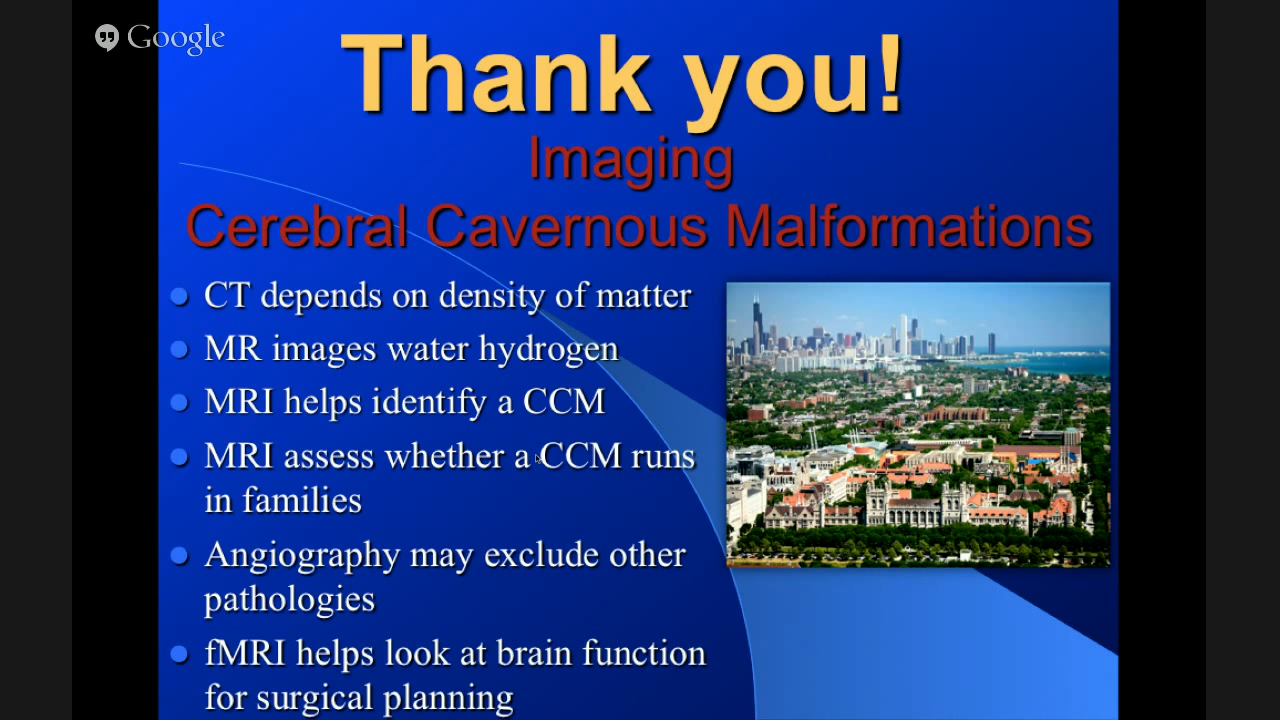 Google
Thank you!
Imaging
Cerebral Cavernous Malformations
CT depends on density of matter
MR images water hydrogen
MRI helps identify a CCM
MRI assess whether a CCM runs
in families
Angiography may exclude other
pathologies
fMRI helps look at brain function
for surgical planning